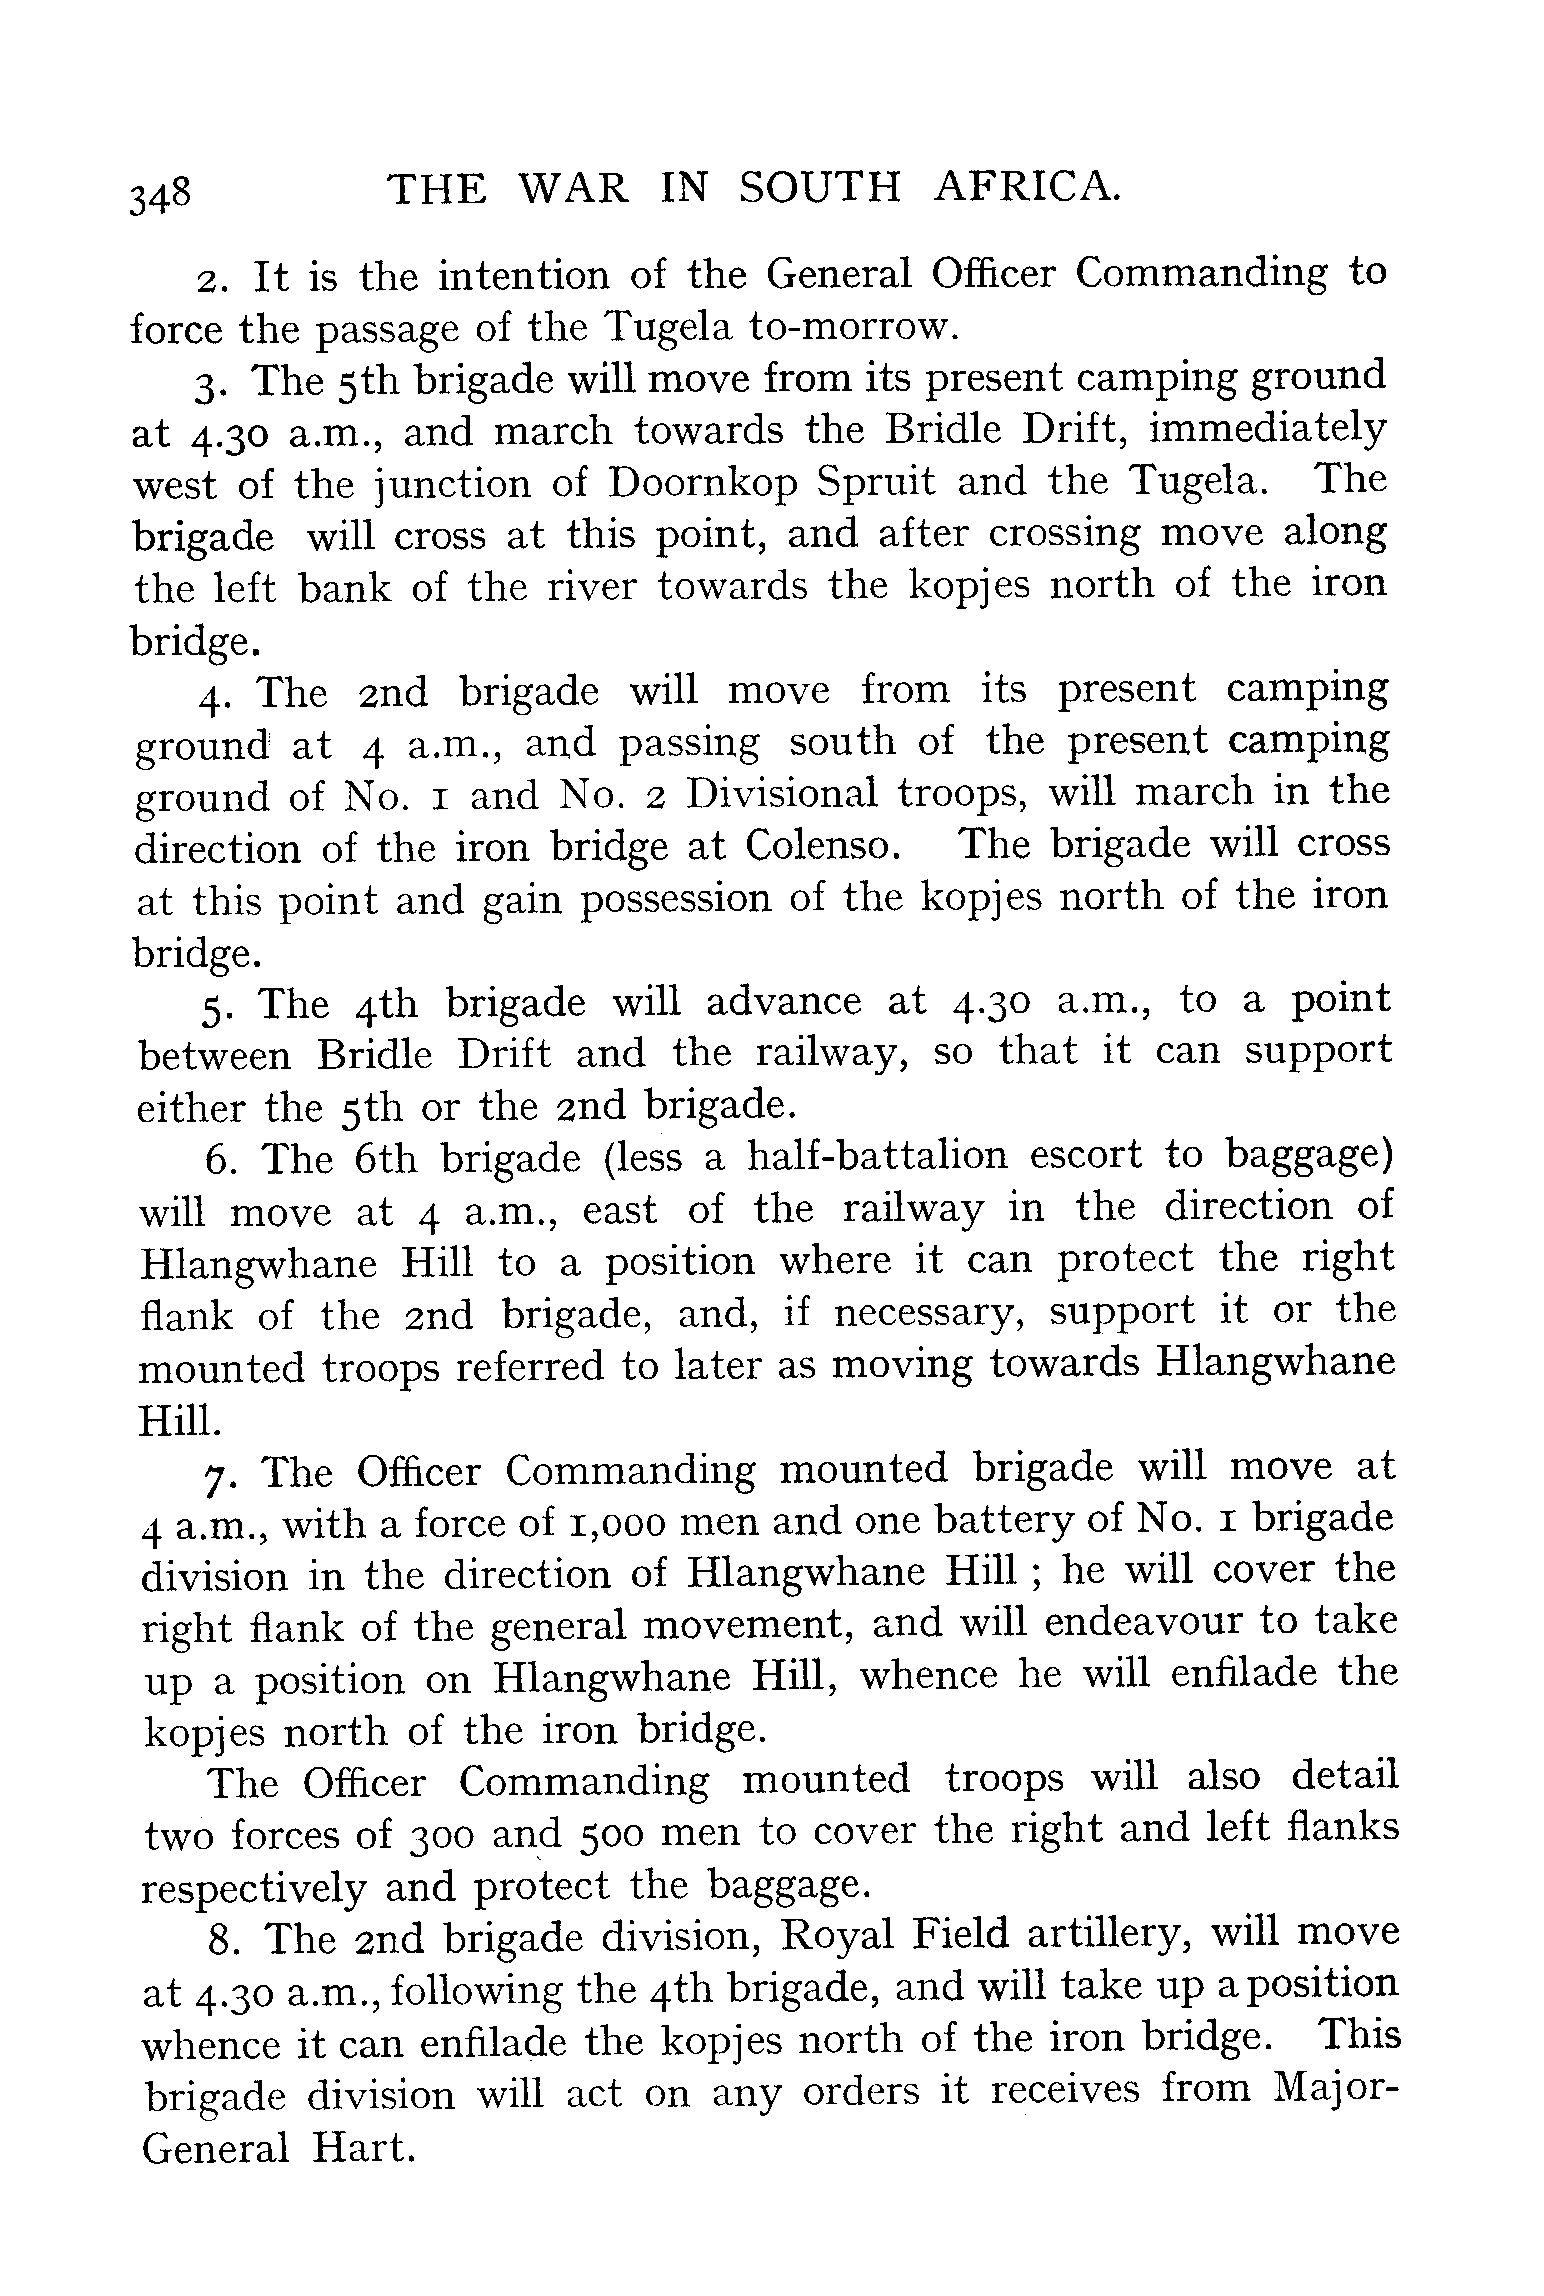 348 THE WAR IN SOUTH AFRICA.
2. It is the intention of the General Officer Commanding to
force the passage of the Tugela to-morrow.
3. The 5th brigade will move from its present camping ground
at 4.30 a.m., and march towards the Bridle Drift, immediately
west of the junction of Doornkop Spruit and the Tugela. The
brigade will cross at this point, and after crossing move along
the left bank of the river towards the kopjes north of the iron
bridge.
4. The 2nd brigade will move from its present camping
ground at 4 a.m., and passing south of the present camping
ground of No. 1 and No. 2 Divisional troops, will march in the
direction of the iron bridge at Colenso. The brigade will cross
at this point and gain possession of the kopjes north of the iron
bridge.
5. The 4th brigade will advance at 4.30 a.m., to a point
between Bridle Drift and the railway, so that it can support
either the 5th or the 2nd brigade.
6. The 6th brigade (less a half-battalion escort to baggage)
will move at 4 a.m., east of the railway in the direction of
Hlangwhane Hill to a position where it can protect the right
flank of the 2nd brigade, and, if necessary, support it or the
mounted troops referred to later as moving towards Hlangwhane
Hill.
7. The Officer Commanding mounted brigade will move at
4 a.m., with a force of 1,000 men and one battery of No. 1 brigade
division in the direction of Hlangwhane Hill ; he will cover the
right flank of the general movement, and will endeavour to take
up a position on Hlangwhane Hill, whence he will enfilade the
kopjes north of the iron bridge.
The Officer Commanding mounted troops will also detail
two forces of 300 and 500 men to cover the right and left flanks
respectively and protect the baggage.
8. The 2nd brigade division, Royal Field artillery, will move
at 4.30 a.m., following the 4th brigade, and will take up a position
whence it can enfilade the kopjes north of the iron bridge. This
brigade division will act on any orders it receives from Major-
General Hart.